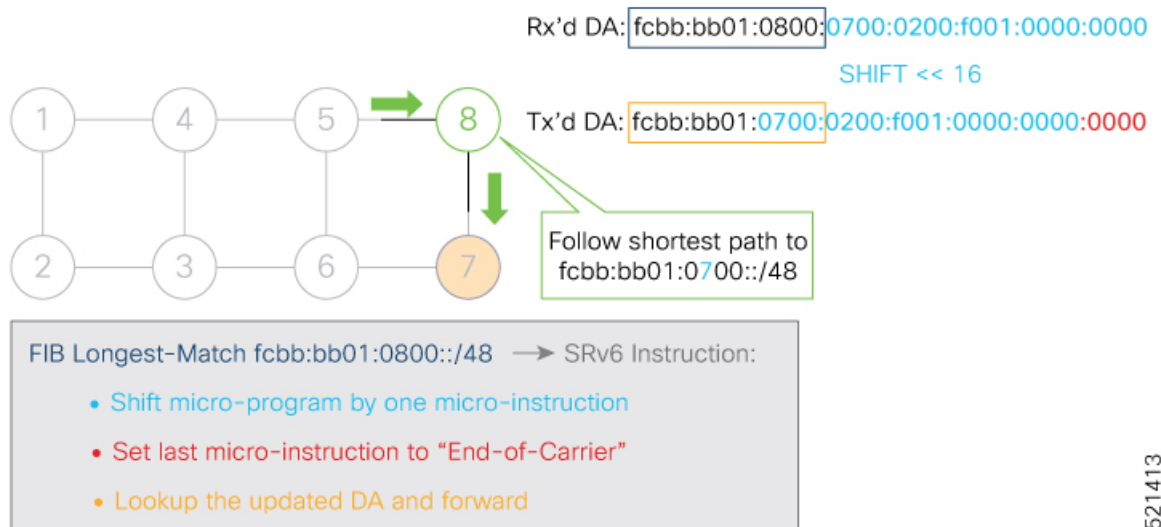 Rx'd DA: fcbb:bb01:0800:0700:0200:f001:0000:0000
SHIFT << 16
Tx'd DA: fcbb:bb01:0700:0200:f001:0000:0000:0000
1
4
5
8
2
3
6
7
Follow shortest path to
fcbb:bb01:0700::/48
FIB Longest-Match fcbb:bb01:0800::/48 → SRv6 Instruction:
• Shift micro-program by one micro-instruction
• Set last micro-instruction to “End-of-Carrier”
• Lookup the updated DA and forward
521413